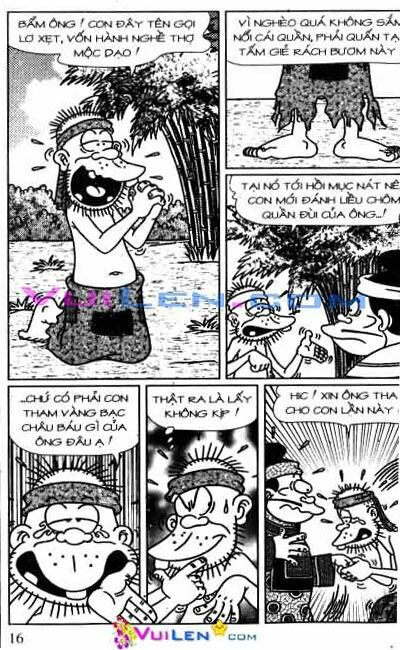 BẨM ÔNG ! CON ĐÂY TÊN GỌI
LƠ XẸT, VỐN HÀNH NGHỀ THỢ
MỘC DẠO !
VÌ NGHÈO QUÁ KHÔNG SẮM
NỔI CÁI QUẦN, PHẢI QUẤN TẠ
TẤM GIẺ RÁCH BƯƠM NÀY
TẠI NÓ TỚI HỒI MỤC NÁT NÊ
CON MỚI ĐÁNH LIỀU CHÔM
QUẦN ĐÙI CỦA ÔNG..!
VUILEN.COM
..CHỨ CÓ PHẢI CON
THAM VÀNG BẠC
CHÂU BÁU GÌ CỦA
ÔNG ĐÂU Ạ !
THẬT RA LÀ LẤY
KHÔNG KỊP !
HIC ! XIN ÔNG THA
CHO CON LẦN NÀY
16
VUILEN COM